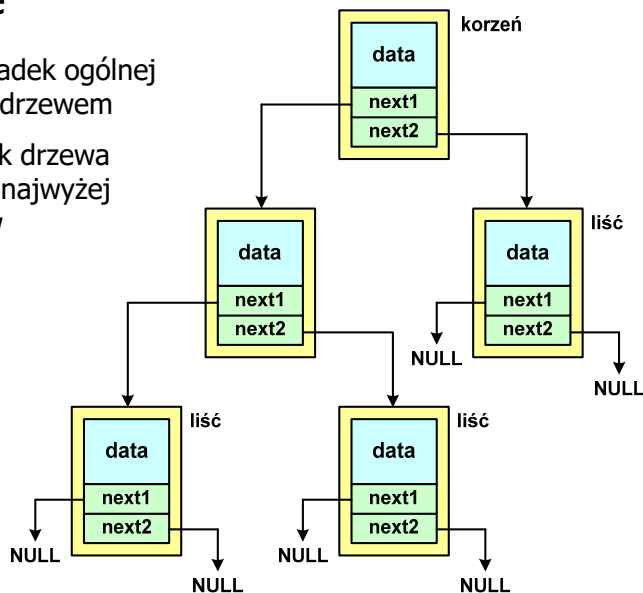 korzeń
adek ogólnej
drzewem
k drzewa
najwyżej
data
next1
next2
liść
data
next1
next2
data
next1
next2
NULL
NULL
liść
data
next1
next2
NULL
NULL
liść
data
next1
next2
NULL
NULL